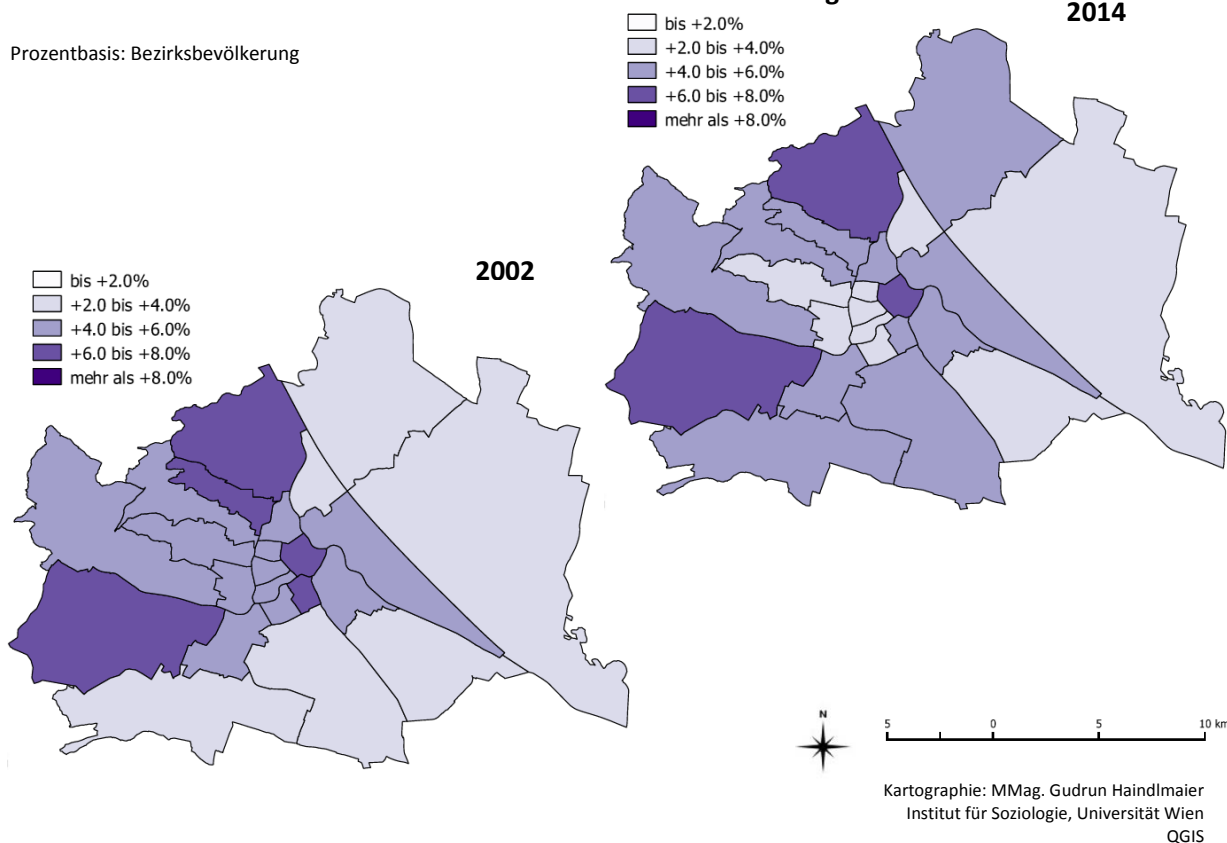 Prozentbasis: Bezirksbevölkerung
2014
bis +2.0%
+2.0 bis +4.0%
+4.0 bis +6.0%
+6.0 bis +8.0%
mehr als +8.0%
2002
bis +2.0%
+2.0 bis +4.0%
+4.0 bis +6.0%
+6.0 bis +8.0%
mehr als +8.0%
N
5 0 5 10 km
Kartographie: MMag. Gudrun Haindlmaier
Institut für Soziologie, Universität Wien
QGIS